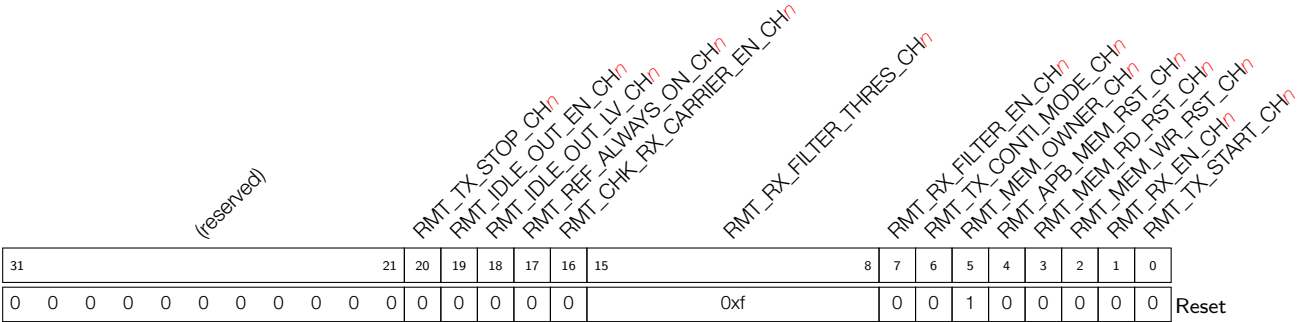 (reserved)
RMT_TX_STOP_CHn
RMT_IDLE_OUT_EN_CHn
RMT_IDLE_OUT_LV_CHn
RMT_REF_ALWAYS_ON_CHn
RMT_CHK_RX_CARRIER_EN_CHn
RMT_RX_FILTER_THRES_CHn
RMT_RX_FILTER_EN_CHn
RMT_TX_CONTI_MODE_CHn
RMT_MEM_OWNER_CHn
RMT_APB_MEM_RST_CHn
RMT_MEM_RD_RST_CHn
RMT_MEM_WR_RST_CHn
RMT_RX_EN_CHn
RMT_TX_START_CHn
31 21 20 19 18 17 16 15 8 7 6 5 4 3 2 1 0
0 0 0 0 0 0 0 0 0 0 0 0 0 0 0 0 0xf 0 0 1 0 0 0 0 0 Reset